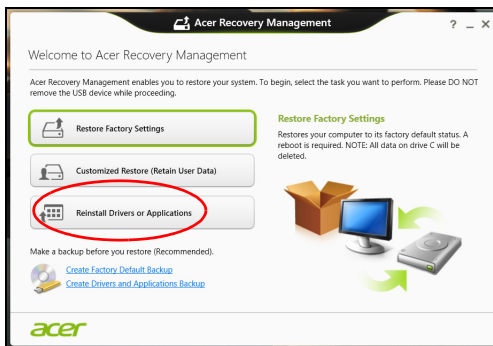 Acer Recovery Management
? _ X
Welcome to Acer Recovery Management
Acer Recovery Management enables you to restore your system. To begin, select the task you want to perform. Please DO NOT
remove the USB device while proceeding.
Restore Factory Settings
Customized Restore (Retain User Data)
Reinstall Drivers or Applications
Make a backup before you restore (Recommended).
Create Factory Default Backup
Create Drivers and Applications Backup
Restore Factory Settings
Restores your computer to its factory default status. A
reboot is required. NOTE: All data on drive C will be
deleted.
acer